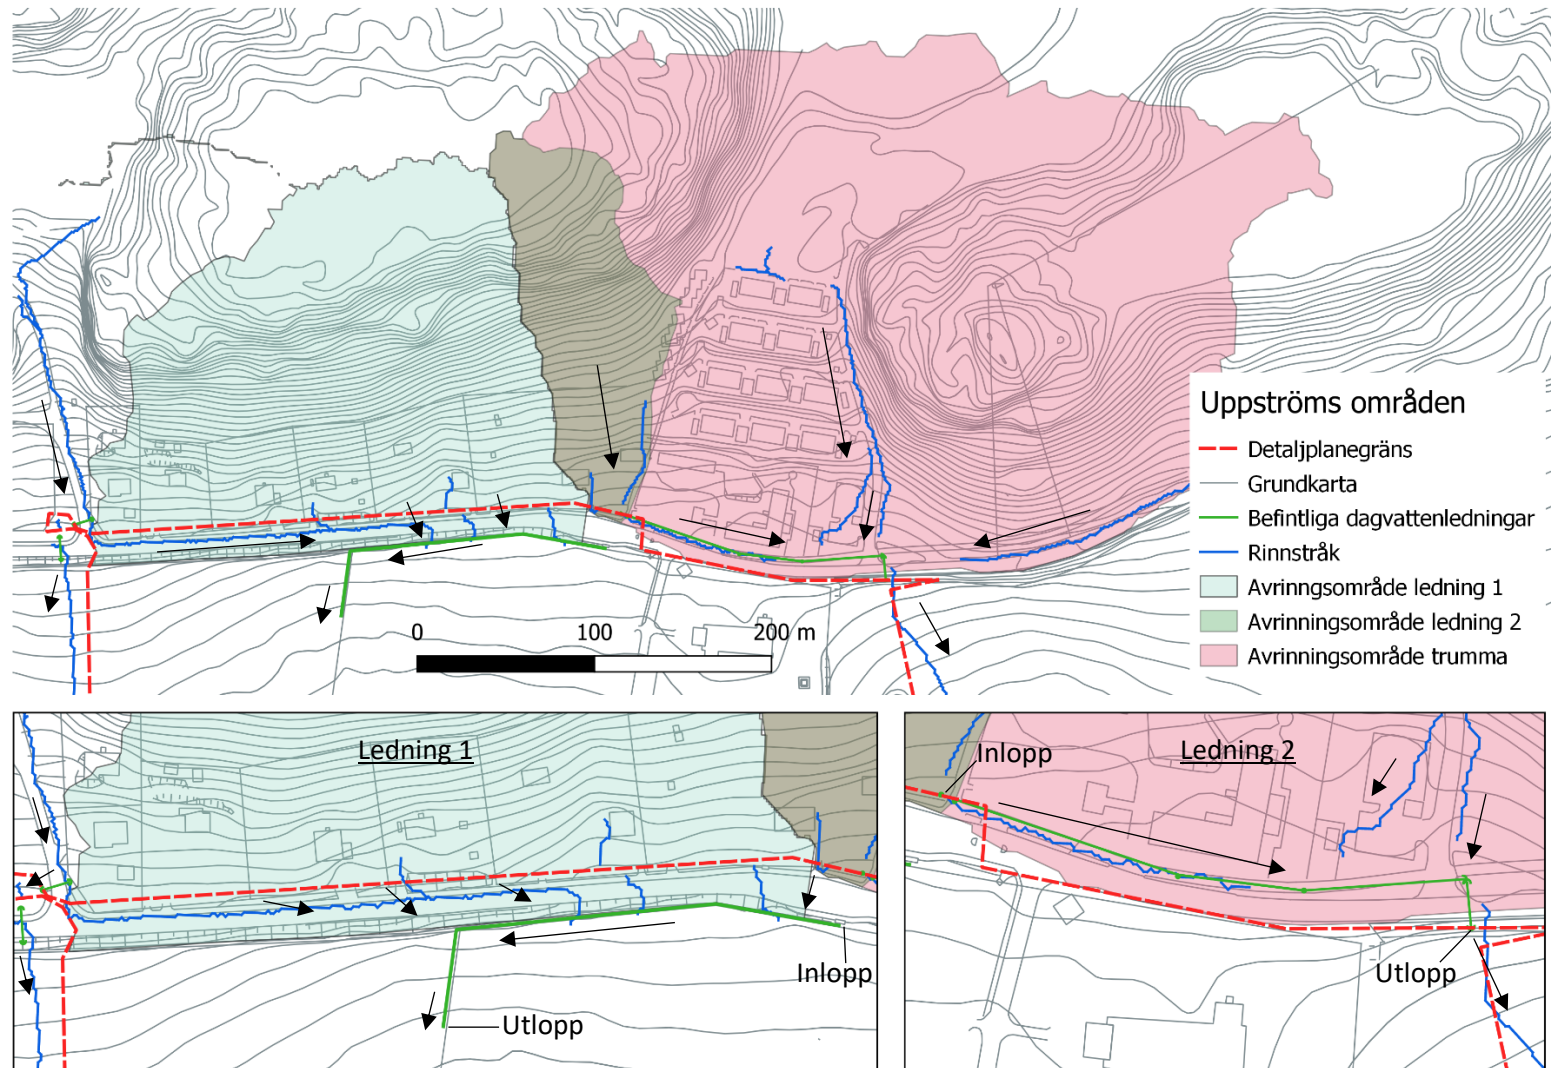 Uppströms områden
Detaljplanegräns
Grundkarta
Befintliga dagvattenledningar
Rinnstråk
Avrinngsområde ledning 1
Avrinningsområde ledning 2
Avrinningsområde trumma
0 100 200 m
Ledning 1
Inlopp
Utlopp
Inlopp
Ledning 2
Utlopp